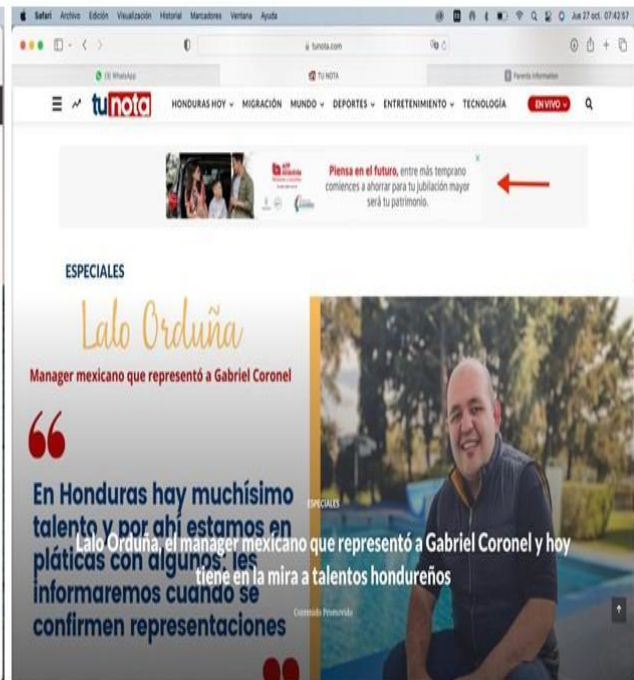 Safari Archivo Edición Visualización Historial Marcadores Ventana Ayuda
Jue 27 oct. 07:42:57
tunota.com
(3) WhatsApp
TU NOTA
Parents Information
tunota
HONDURAS HOY MIGRACIÓN MUNDO DEPORTES ENTRETENIMIENTO TECNOLOGÍA
EN VIVO
Piensa en el futuro, entre más temprano
comiences a ahorrar para tu jubilación mayor
será tu patrimonio.
ESPECIALES
Lalo Orduña
Manager mexicano que representó a Gabriel Coronel
En Honduras hay muchísimo
talento y por ahí estamos en
pláticas con algunos; les
informaremos cuando se
confirmen representaciones
ESPECIALES
Lalo Orduña, el manager mexicano que representó a Gabriel Coronel y hoy
tiene en la mira a talentos hondureños
Contenido Promovido